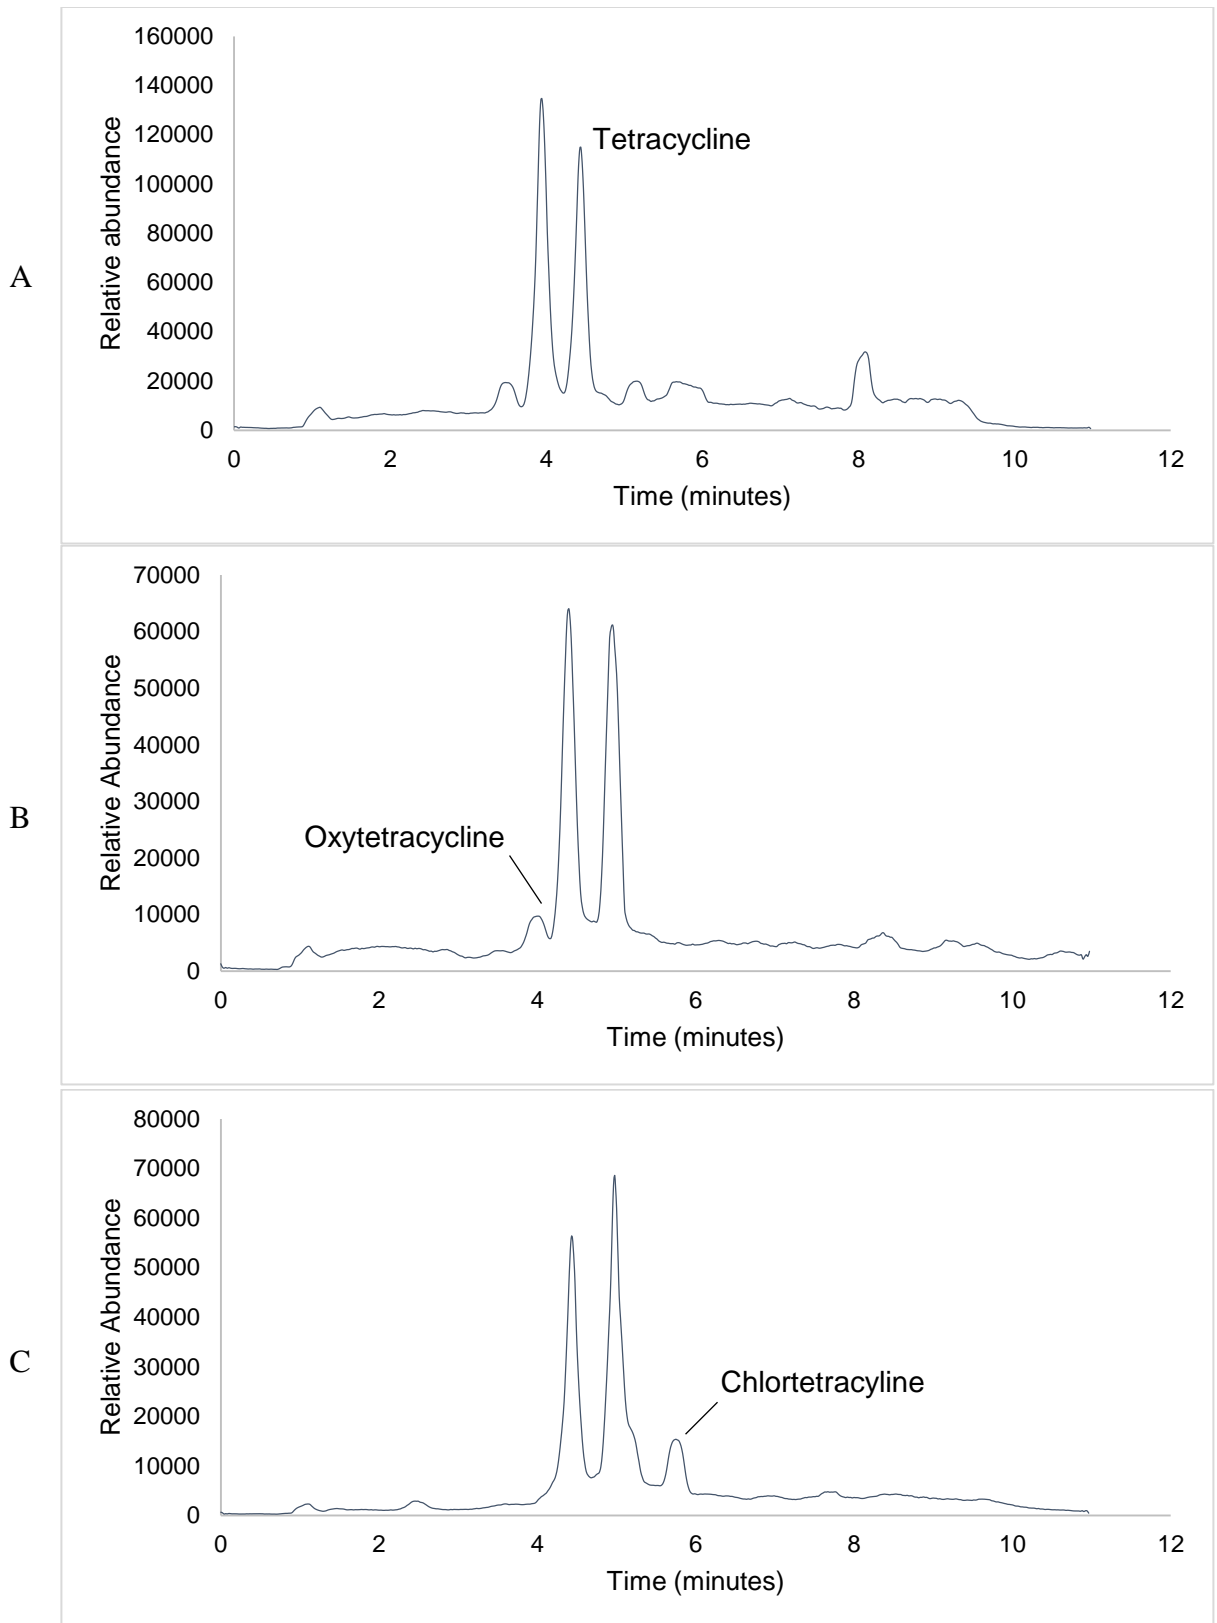 A
160000
140000
120000
100000
80000
60000
40000
20000
0
Relative abundance
Tetracycline
0 2 4 6 8 10 12
Time (minutes)
B
70000
60000
50000
40000
30000
20000
10000
0
Relative Abundance
Oxytetracycline
0 2 4 6 8 10 12
Time (minutes)
C
80000
70000
60000
50000
40000
30000
20000
10000
0
Relative Abundance
Chlortetracyline
0 2 4 6 8 10 12
Time (minutes)